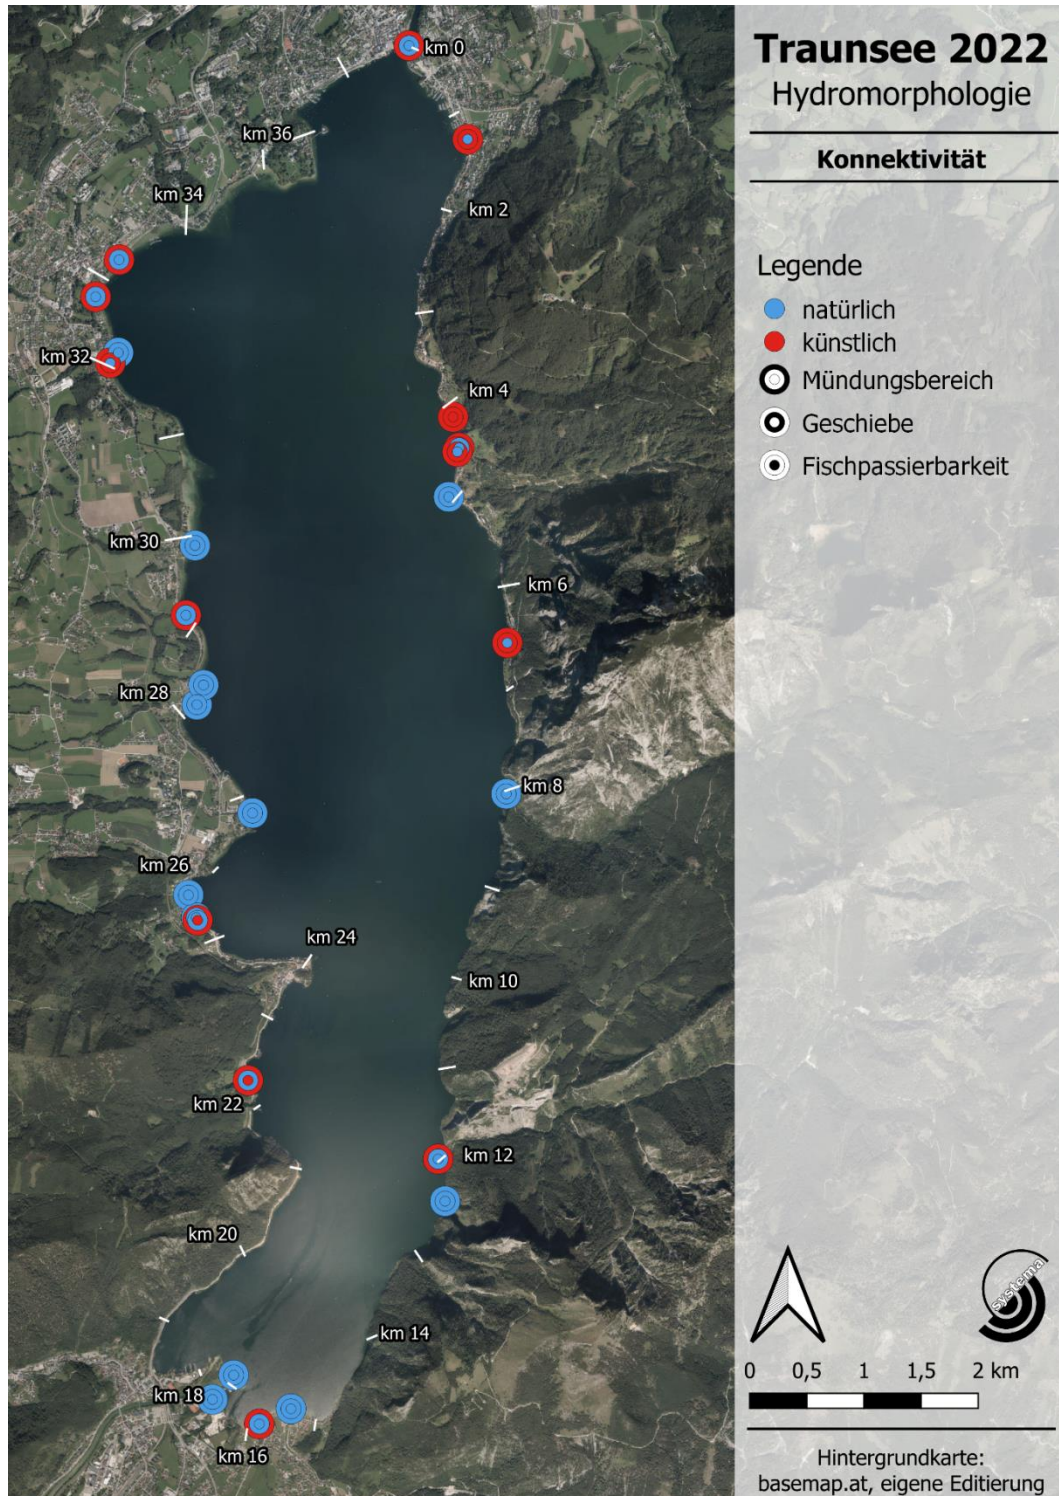 Traunsee 2022
Hydromorphologie
Konnektivität
Legende
natürlich
künstlich
Mündungsbereich
Geschiebe
Fischpassierbarkeit
km 0
km 36
km 34
km 2
km 32
km 4
km 30
km 6
km 28
km 8
km 26
km 24
km 10
km 22
km 12
km 20
km 14
km 18
km 16
systema
0 0,5 1 1,5 2 km
Hintergrundkarte:
basemap.at, eigene Editierung